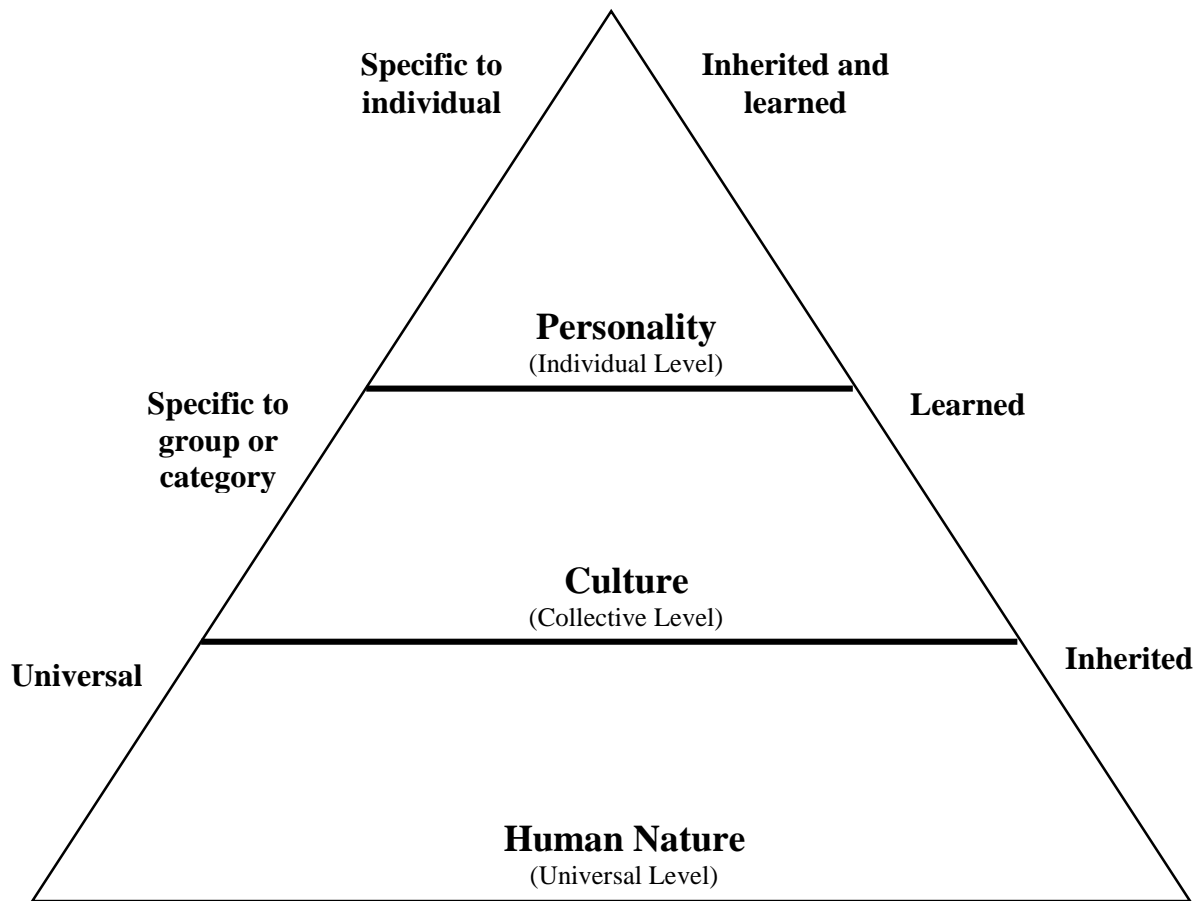 Specific to
individual
Inherited and
learned
Personality
(Individual Level)
Specific to
group or
category
Learned
Culture
(Collective Level)
Universal
Inherited
Human Nature
(Universal Level)